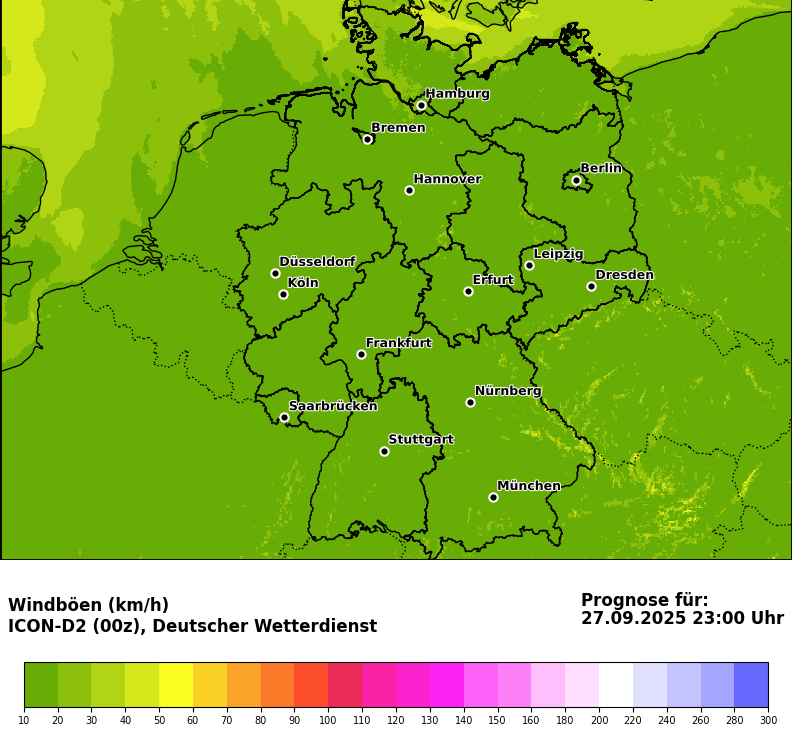 Hamburg
Bremen
Berlin
Hannover
Düsseldorf
Leipzig
Köln
Erfurt
Dresden
Frankfurt
Nürnberg
Saarbrücken
Stuttgart
München
Windböen (km/h)
ICON-D2 (00z), Deutscher Wetterdienst
Prognose für:
27.09.2025 23:00 Uhr
10 20 30 40 50 60 70 80 90 100 110 120 130 140 150 160 180 200 220 240 260 280 300